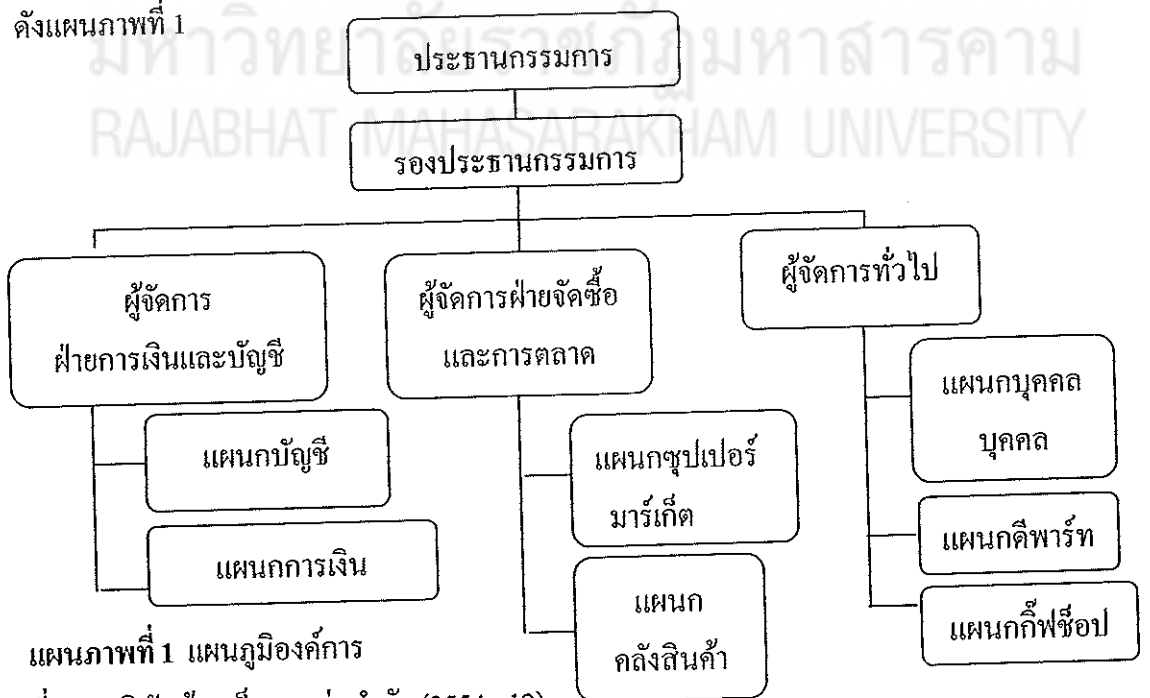 ดังแผนภาพที่ 1
มหาวิทยาลัยราชภัฏมหาสารคาม
RAJABHAT MAHASARAKHAM UNIVERSITY
ประธานกรรมการ
รองประธานกรรมการ
ผู้จัดการ
ฝ่ายการเงินและบัญชี
แผนกบัญชี
แผนกการเงิน
ผู้จัดการฝ่ายจัดซื้อ
และการตลาด
แผนกซุปเปอร์
มาร์เก็ต
แผนก
คลังสินค้า
ผู้จัดการทั่วไป
แผนกบุคคล
บุคคล
แผนกดีพาร์ท
แผนกกิ๊ฟช็อป
แผนภาพที่ 1 แผนภูมิองค์การ